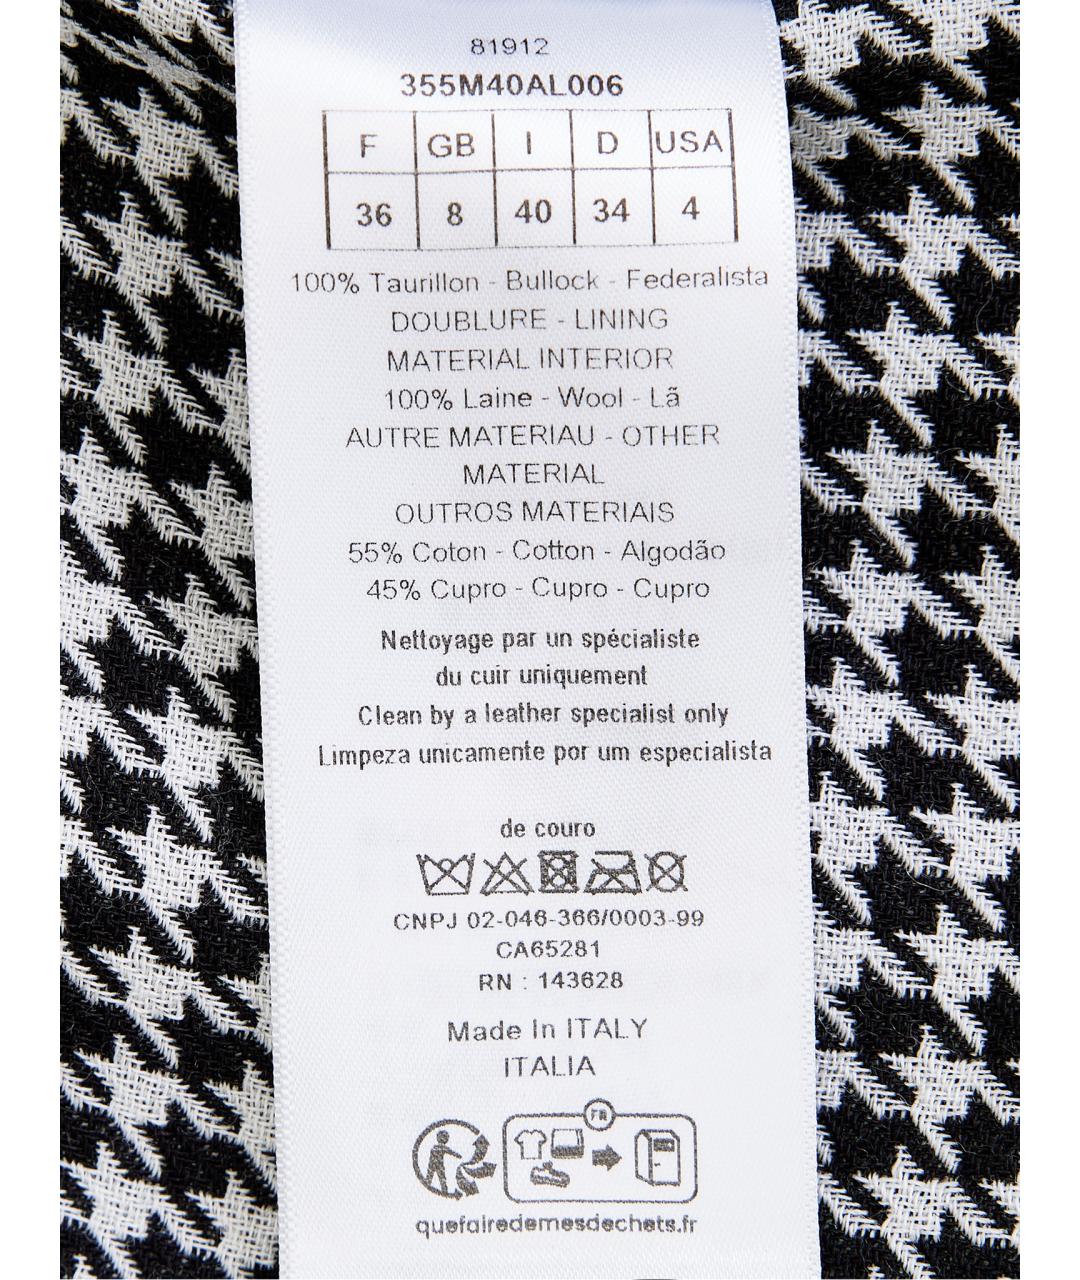 81912
355M40AL006
F GB I D USA
36 8 40 34 4
100% Taurillon - Bullock - Federalista
DOUBLURE - LINING
MATERIAL INTERIOR
100% Laine - Wool - Lã
AUTRE MATERIAU - OTHER
MATERIAL
OUTROS MATERIAIS
55% Coton - Cotton - Algodão
45% Cupro - Cupro - Cupro
Nettoyage par un spécialiste
du cuir uniquement
Clean by a leather specialist only
Limpeza unicamente por um especialista
de couro
CNPJ 02-046-366/0003-99
CA65281
RN : 143628
Made In ITALY
ITALIA
FR
quefairedemesdechets.fr